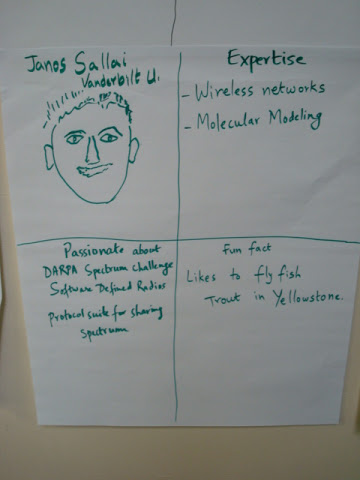 Janos Sallai
Vanderbilt U.
Expertise
- Wireless networks
- Molecular Modeling
Passionate about
DARPA Spectrum Challenge
Software Defined Radios
Protocol suite for sharing
Spectrum
Fun fact
Likes to fly fish
Trout in Yellowstone.